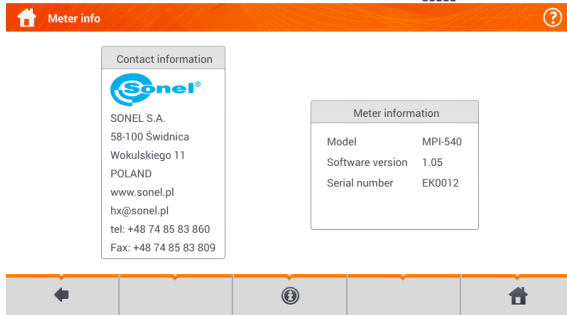 Meter info
Contact information
Sonel®
SONEL S.A.
58-100 Świdnica
Wokulskiego 11
POLAND
www.sonel.pl
hx@sonel.pl
tel: +48 74 85 83 860
Fax: +48 74 85 83 809
Meter information
Model MPI-540
Software version 1.05
Serial number EK0012